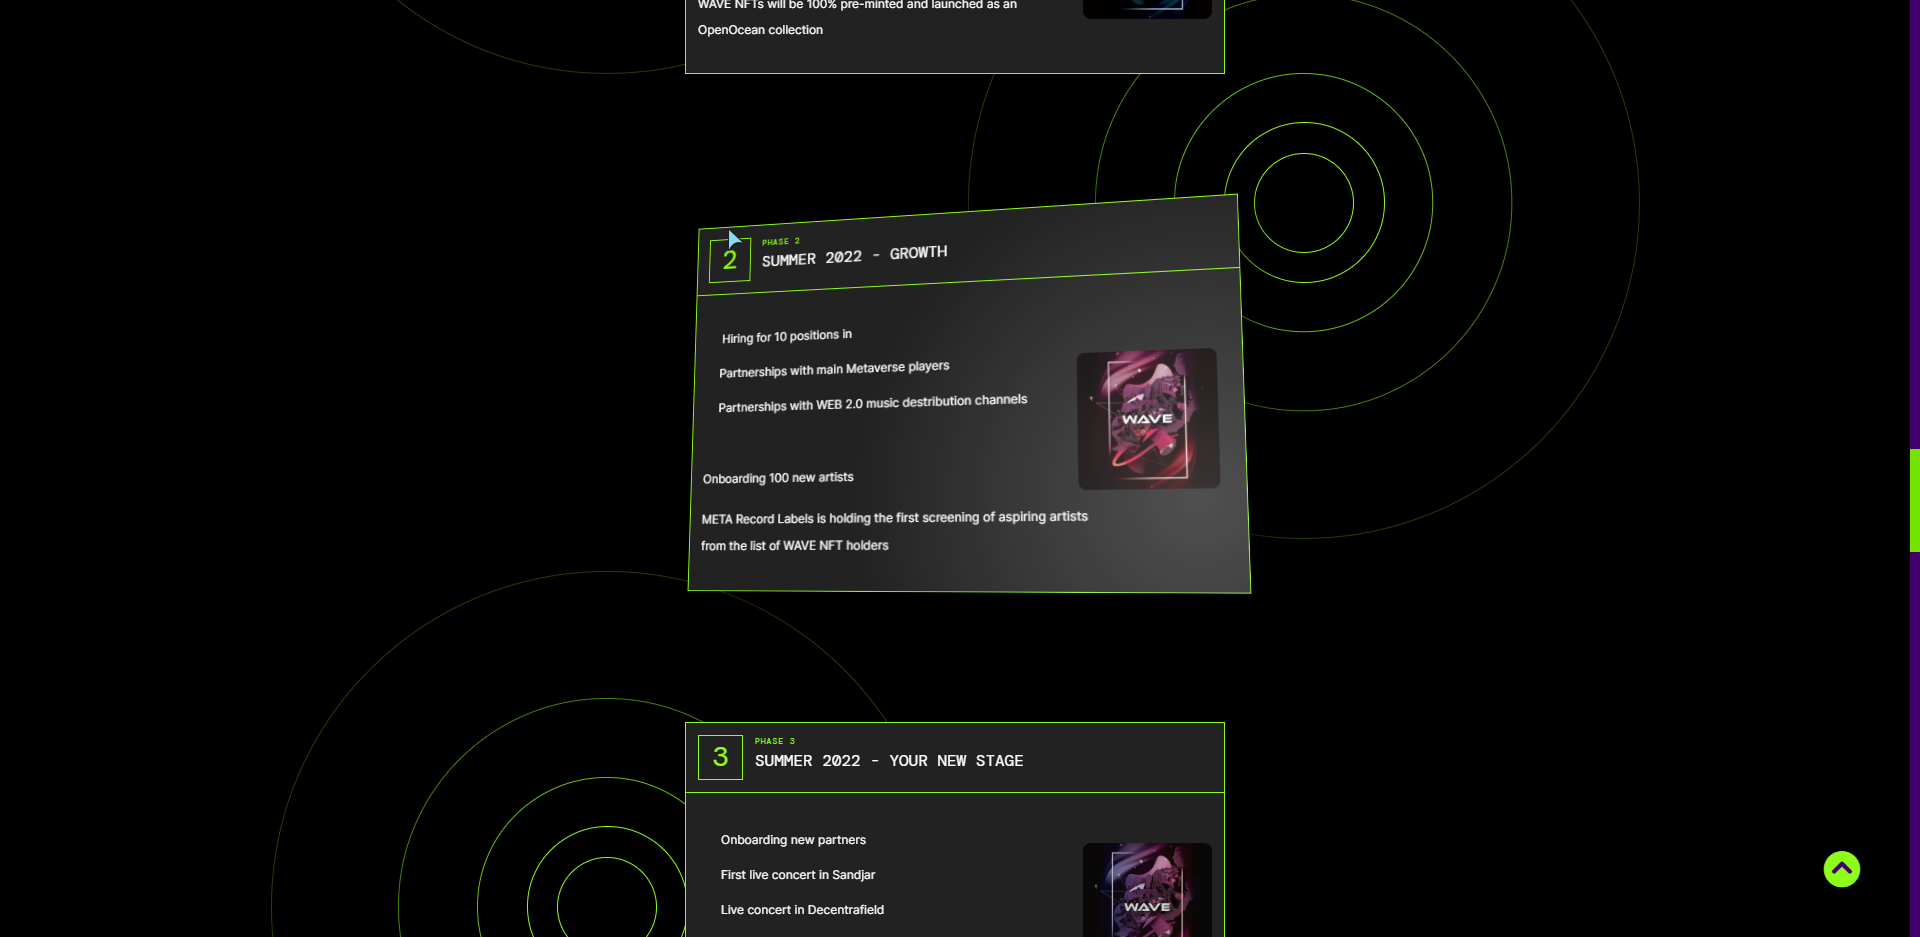 WAVE NFTs will be 100% pre-minted and launched as an
OpenOcean collection
2
PHASE 2
SUMMER 2022 - GROWTH
Hiring for 10 positions in
Partnerships with main Metaverse players
Partnerships with WEB 2.0 music destribution channels
WAVE
Onboarding 100 new artists
META Record Labels is holding the first screening of aspiring artists
from the list of WAVE NFT holders
3
PHASE 3
SUMMER 2022 - YOUR NEW STAGE
Onboarding new partners
First live concert in Sandjar
Live concert in Decentrafield
WAVE